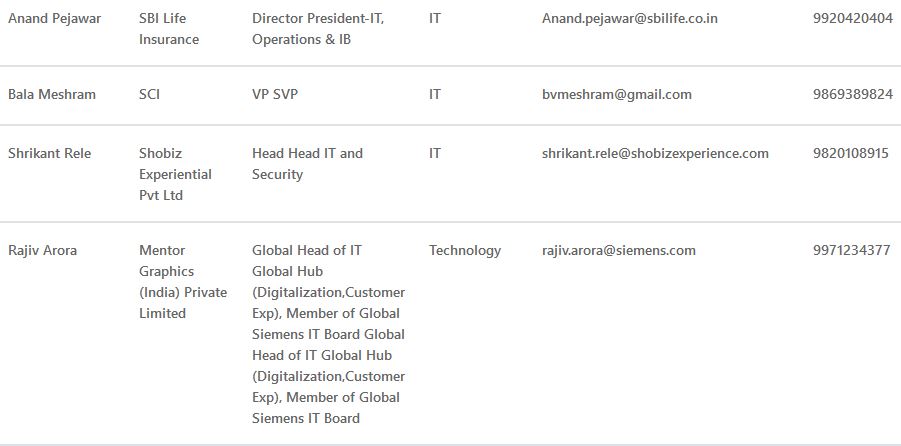 Anand Pejawar SBI Life Director President-IT, IT Anand.pejawar@sbilife.co.in 9920420404
Insurance Operations & IB
Bala Meshram SCI VP SVP IT bvmeshram@gmail.com 9869389824
Shrikant Rele Shobiz Head Head IT and IT shrikant.rele@shobizexperience.com 9820108915
Experiential Security
Pvt Ltd
Rajiv Arora Mentor Global Head of IT Technology rajiv.arora@siemens.com 9971234377
Graphics Global Hub
(India) Private (Digitalization,Customer
Limited Exp), Member of Global
Siemens IT Board Global
Head of IT Global Hub
(Digitalization,Customer
Exp), Member of Global
Siemens IT Board